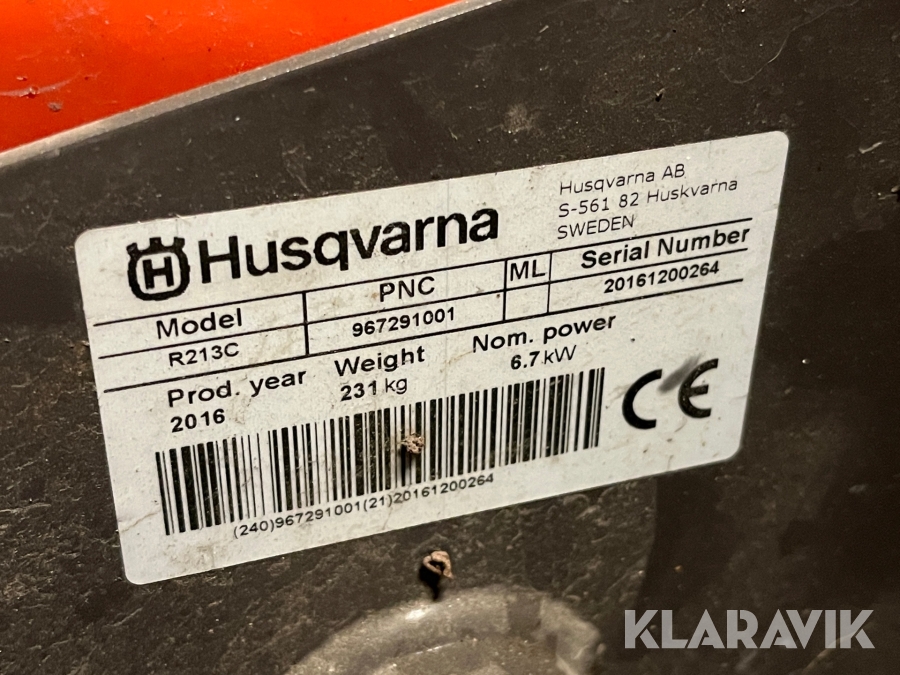 Husqvarna
Husqvarna AB
S-561 82 Huskvarna
SWEDEN
Model PNC ML Serial Number
R213C 967291001 20161200264
Prod. year Weight Nom. power
2016 231 kg 6.7 kW
CE
(240)967291001(21)20161200264
KLARAVIK